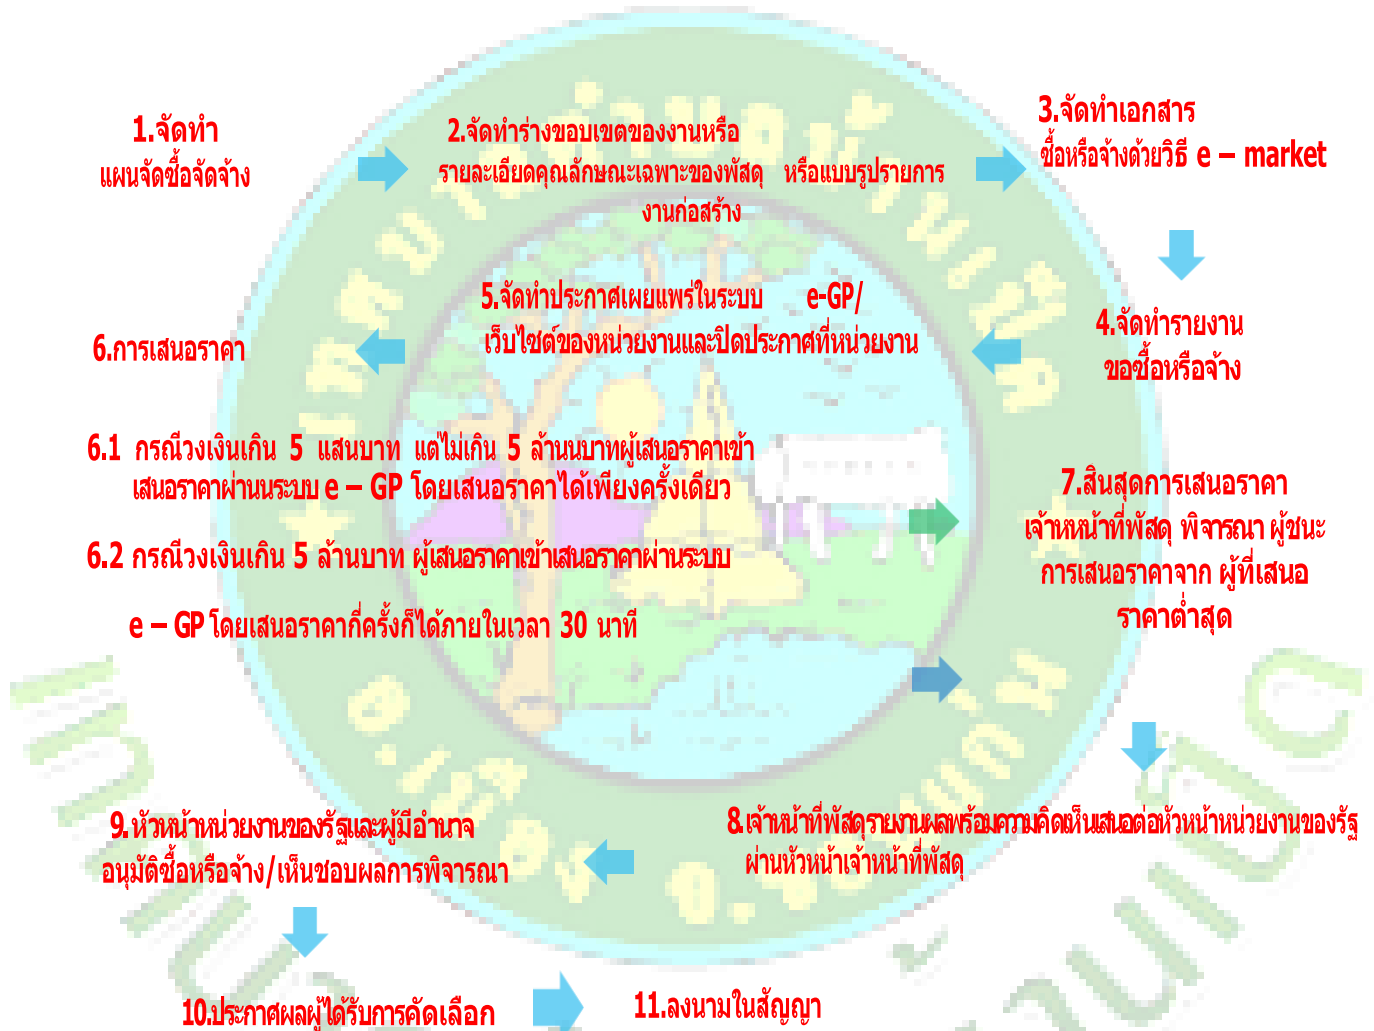 1.จัดทำ
แผนจัดซื้อจัดจ้าง
2.จัดทำร่างขอบเขตของงานหรือ
รายละเอียดคุณลักษณะเฉพาะของพัสดุ หรือแบบรูปรายการ
งานก่อสร้าง
3.จัดทำเอกสาร
ซื้อหรือจ้างด้วยวิธี e – market
4.จัดทำรายงาน
ขอซื้อหรือจ้าง
5.จัดทำประกาศเผยแพร่ในระบบ e-GP/
เว็บไซต์ของหน่วยงานและปิดประกาศที่หน่วยงาน
6.การเสนอราคา
6.1 กรณีวงเงินเกิน 5 แสนบาท แต่ไม่เกิน 5 ล้านนบาทผู้เสนอราคาเข้า
เสนอราคาผ่านนระบบ e – GP โดยเสนอราคาได้เพียงครั้งเดียว
6.2 กรณีวงเงินเกิน 5 ล้านบาท ผู้เสนอราคาเข้าเสนอราคาผ่านระบบ
e – GP โดยเสนอราคากี่ครั้งก็ได้ภายในเวลา 30 นาที
7.สินสุดการเสนอราคา
เจ้าหหน้าที่พัสดุ พิจารณา ผู้ชนะ
การเสนอราคาจาก ผู้ที่เสนอ
ราคาต่ำสุด
8.เจ้าหน้าที่พัสดุรายงานผลพร้อมความคิดเห็นเสนอต่อหัวหน้าหน่วยงานของรัฐ
ผ่านหัวหน้าเจ้าหน้าที่พัสดุ
9.หัวหน้าหน่วยงานของรัฐและผู้มีอำนาจ
อนุมัติซื้อหรือจ้าง/เห็นชอบผลการพิจารณา
10.ประกาศผลผู้ได้รับการคัดเลือก
11.ลงนามในสัญญา